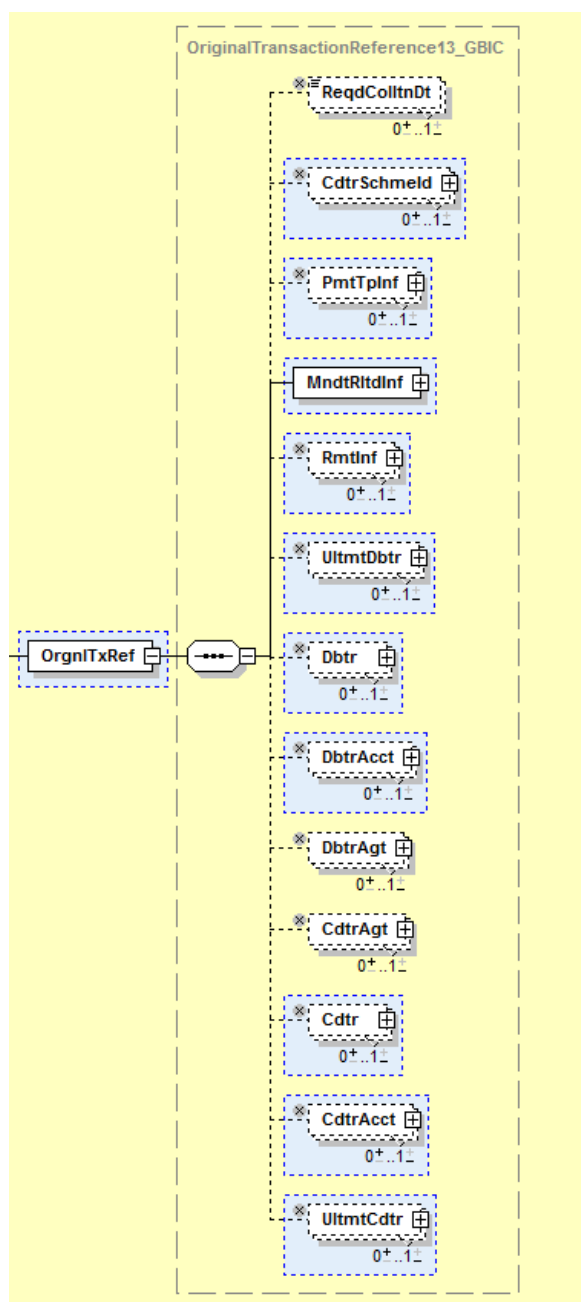 OriginalTransactionReference13_GBIC
ReqdColltnDt
0±..1±
CdtrSchmeId
0±..1±
PmtTpInf
0±..1±
MndtRltdInf
RmtInf
0±..1±
UltmtDbtr
0±..1±
OrgnlTxRef
Dbtr
0±..1±
DbtrAcct
0±..1±
DbtrAgt
0±..1±
CdtrAgt
0±..1±
Cdtr
0±..1±
CdtrAcct
0±..1±
UltmtCdtr
0±..1±